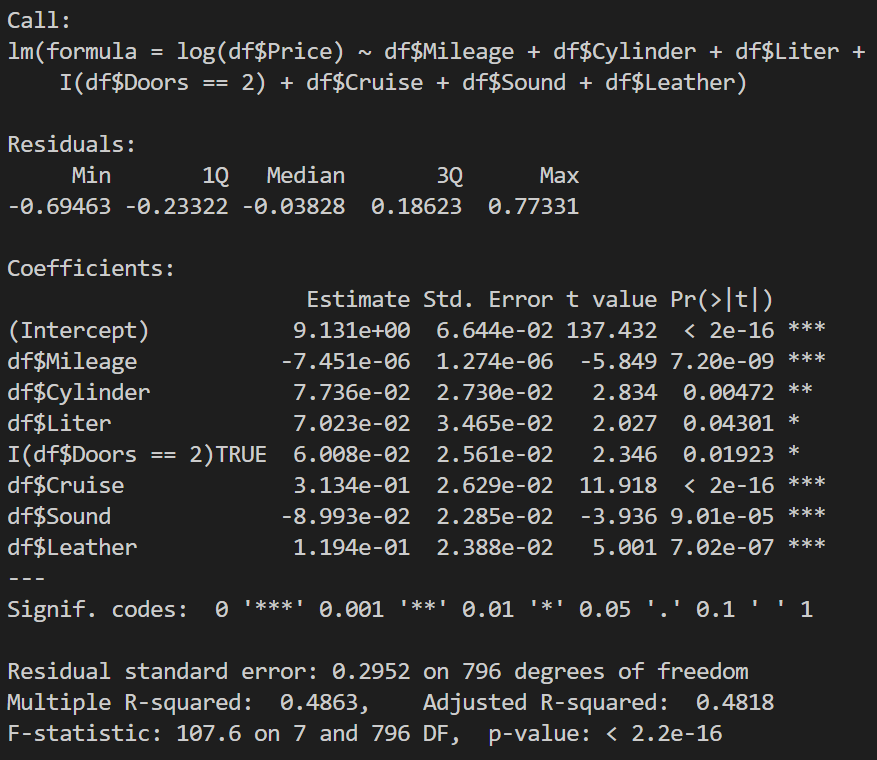 Call:
lm(formula = log(df$Price) ~ df$Mileage + df$Cylinder + df$Liter +
    I(df$Doors == 2) + df$Cruise + df$Sound + df$Leather)

Residuals:
     Min       1Q   Median       3Q      Max
-0.69463 -0.23322 -0.03828  0.18623  0.77331

Coefficients:
                       Estimate Std. Error t value Pr(>|t|)
(Intercept)           9.131e+00  6.644e-02 137.432  < 2e-16 ***
df$Mileage           -7.451e-06  1.274e-06  -5.849 7.20e-09 ***
df$Cylinder           7.736e-02  2.730e-02   2.834  0.00472 **
df$Liter              7.023e-02  3.465e-02   2.027  0.04301 *
I(df$Doors == 2)TRUE  6.008e-02  2.561e-02   2.346  0.01923 *
df$Cruise             3.134e-01  2.629e-02  11.918  < 2e-16 ***
df$Sound             -8.993e-02  2.285e-02  -3.936 9.01e-05 ***
df$Leather            1.194e-01  2.388e-02   5.001 7.02e-07 ***
---
Signif. codes:  0 '***' 0.001 '**' 0.01 '*' 0.05 '.' 0.1 ' ' 1

Residual standard error: 0.2952 on 796 degrees of freedom
Multiple R-squared:  0.4863,    Adjusted R-squared:  0.4818
F-statistic: 107.6 on 7 and 796 DF,  p-value: < 2.2e-16